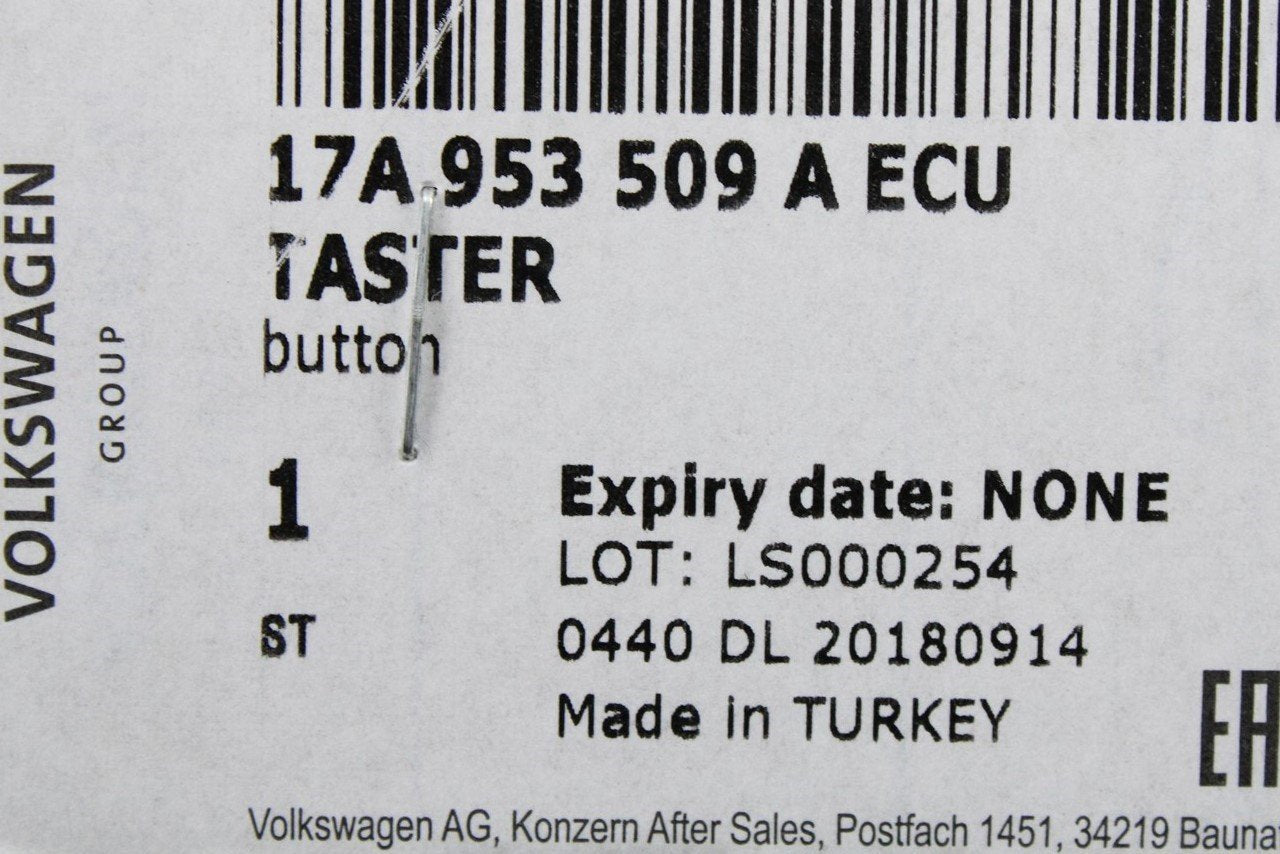 VOLKSWAGEN
GROUP
17A 953 509 A ECU
TASTER
button
1
ST
Expiry date: NONE
LOT: LS000254
0440 DL 20180914
Made in TURKEY
Volkswagen AG, Konzern After Sales, Postfach 1451, 34219